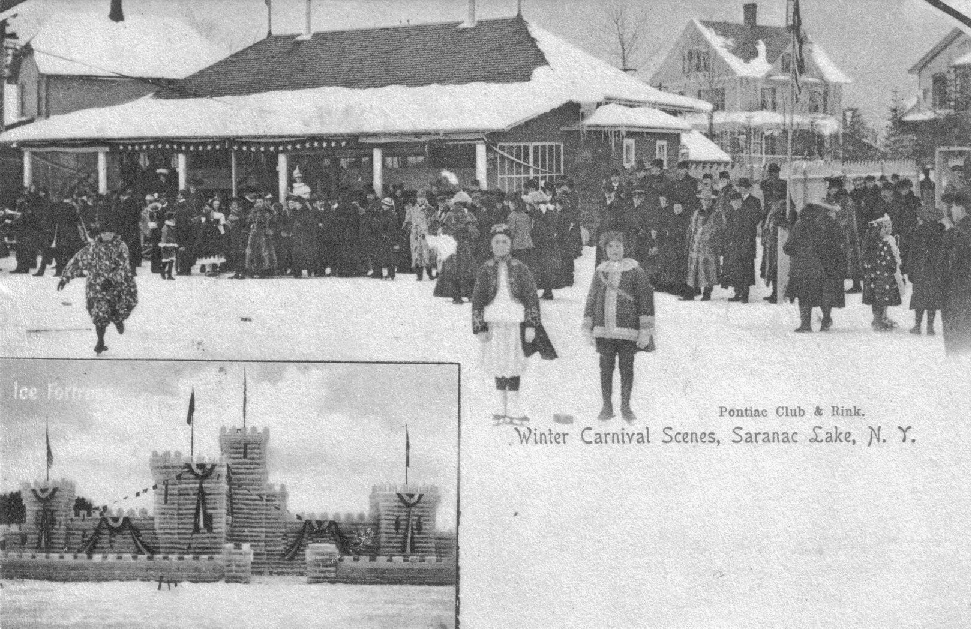 Ice Fortress
Pontiac Club & Rink.
Winter Carnival Scenes, Saranac Lake, N. Y.